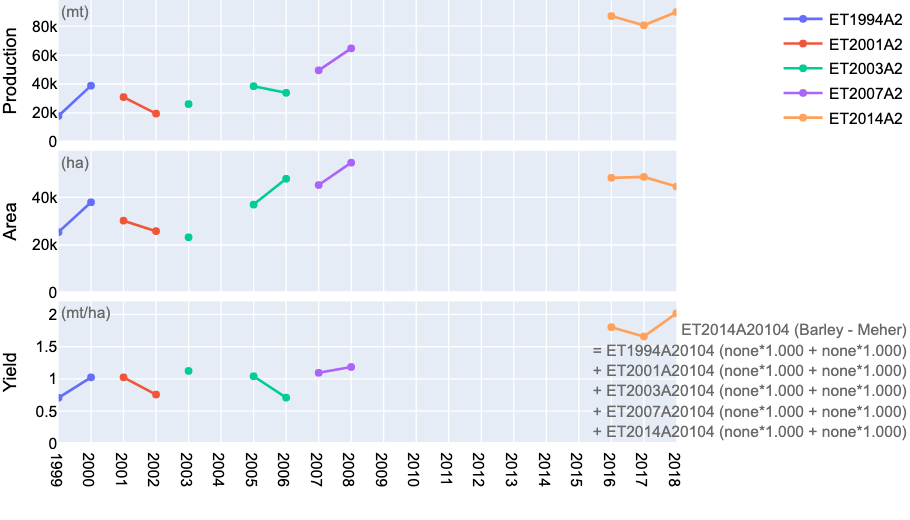 Production
(mt)
80k
60k
40k
20k
0
ET1994A2
ET2001A2
ET2003A2
ET2007A2
ET2014A2
Area
(ha)
40k
20k
0
Yield
(mt/ha)
2
1.5
1
0.5
0
ET2014A20104 (Barley - Meher)
= ET1994A20104 (none*1.000 + none*1.000)
+ ET2001A20104 (none*1.000 + none*1.000)
+ ET2003A20104 (none*1.000 + none*1.000)
+ ET2007A20104 (none*1.000 + none*1.000)
+ ET2014A20104 (none*1.000 + none*1.000)
1999 2000 2001 2002 2003 2004 2005 2006 2007 2008 2009 2010 2011 2012 2013 2014 2015 2016 2017 2018